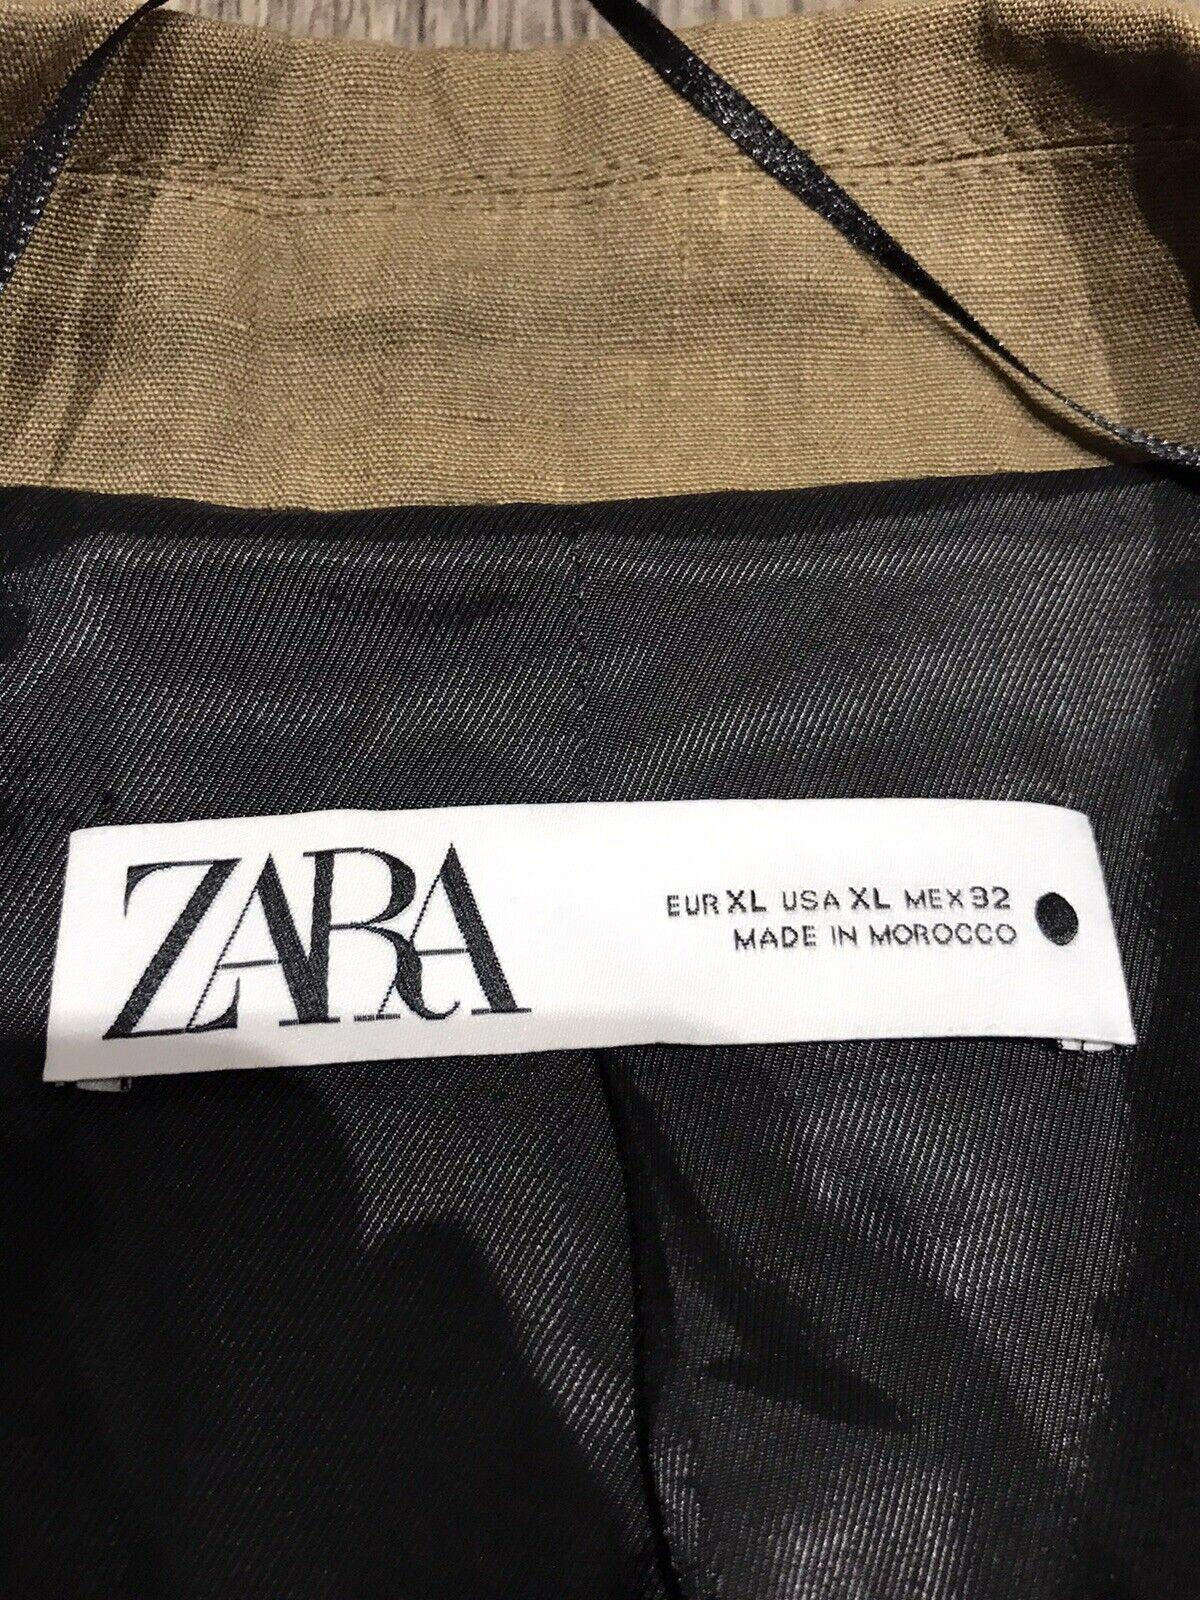 ZARA
EUR XL USA XL MEX 32
MADE IN MOROCCO